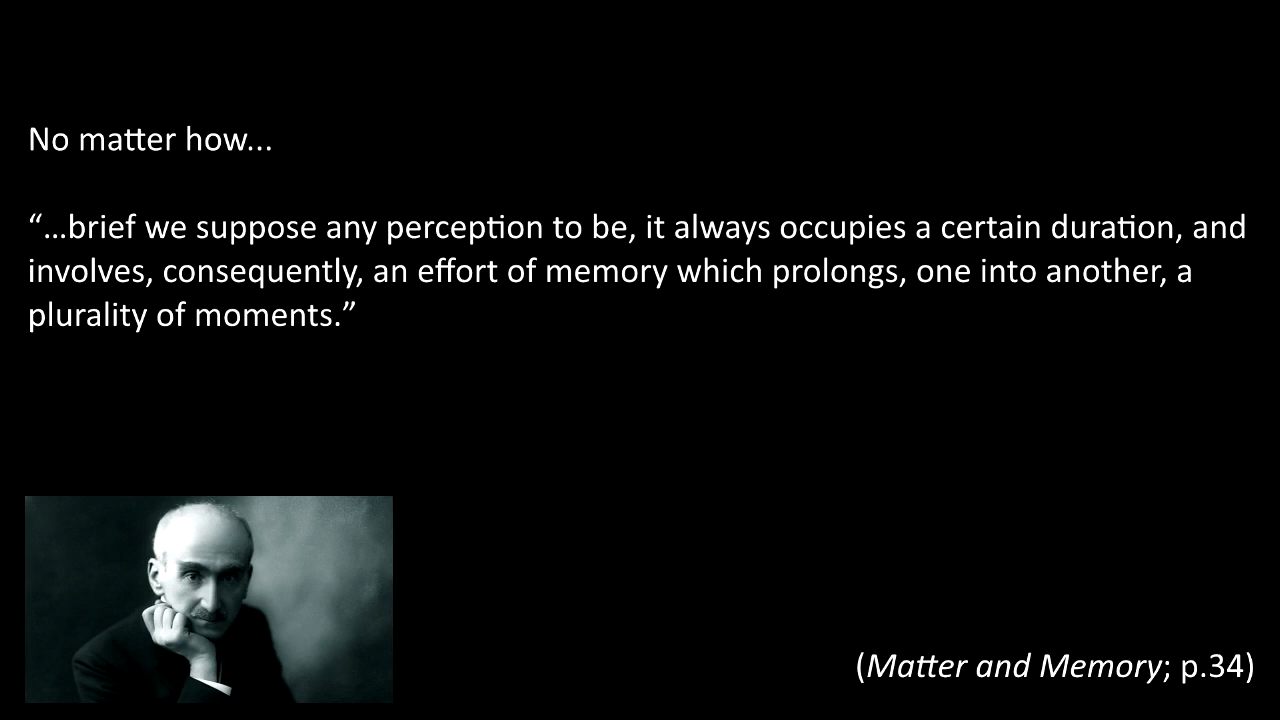 No matter how...
“…brief we suppose any perception to be, it always occupies a certain duration, and
involves, consequently, an effort of memory which prolongs, one into another, a
plurality of moments.”
(Matter and Memory; p.34)